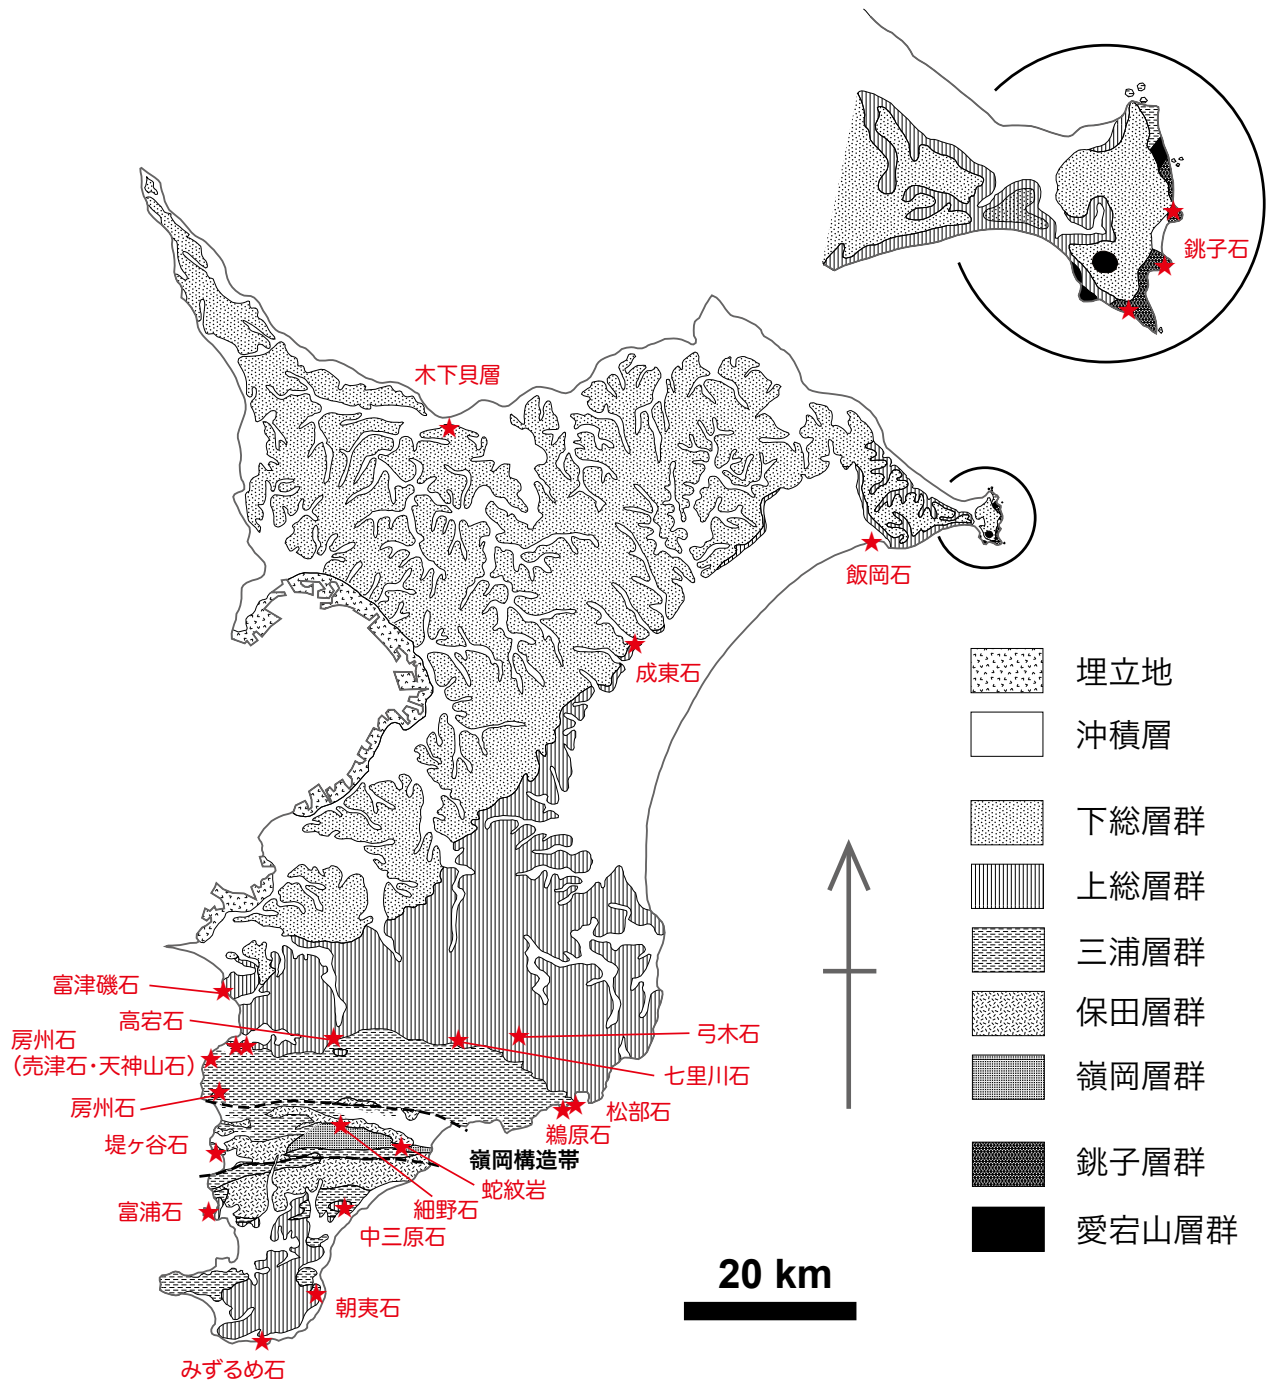 銚子石
木下貝層
飯岡石
成東石
埋立地
沖積層
下総層群
上総層群
三浦層群
保田層群
嶺岡層群
銚子層群
愛宕山層群
富津磯石
高宕石
房州石
（売津石・天神山石）
房州石
堤ヶ谷石
富浦石
弓木石
七里川石
松部石
鵜原石
嶺岡構造帯
蛇紋岩
細野石
中三原石
朝夷石
みずるめ石
20 km